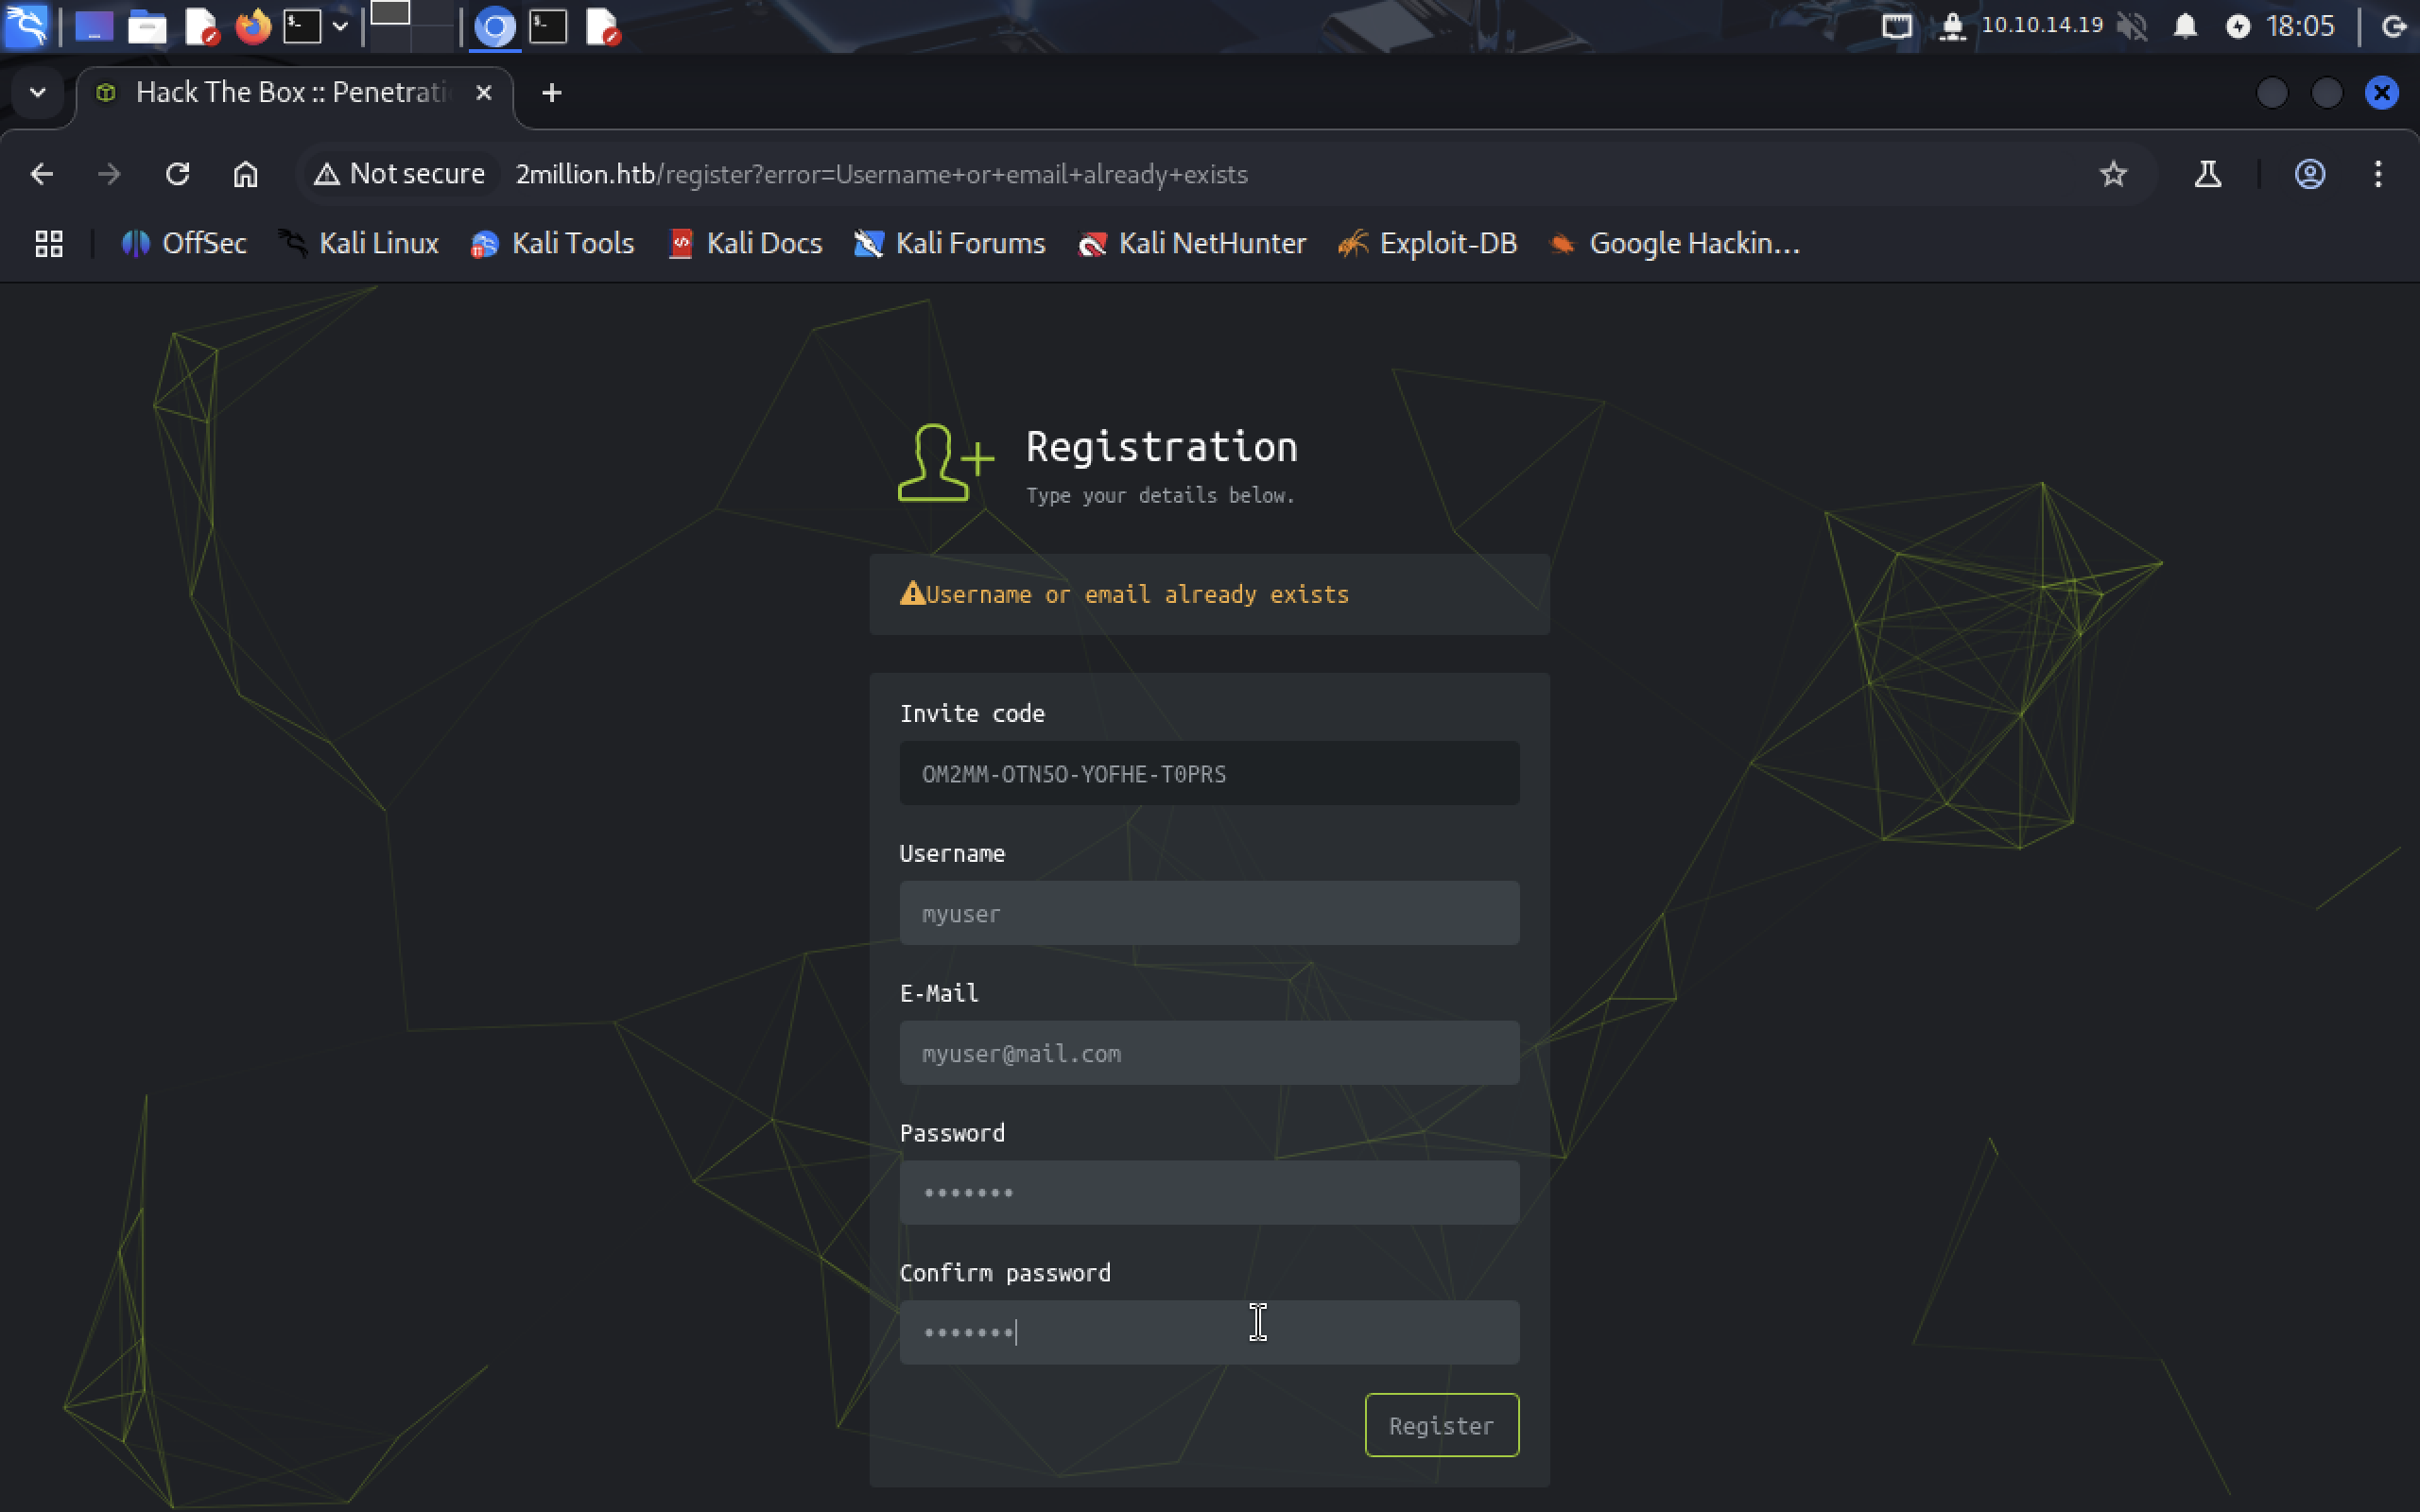 10.10.14.19
18:05
Hack The Box :: Penetrati
Not secure
2million.htb/register?error=Username+or+email+already+exists
OffSec
Kali Linux
Kali Tools
Kali Docs
Kali Forums
Kali NetHunter
Exploit-DB
Google Hackin...
Registration
Type your details below.
Username or email already exists
Invite code
OM2MM-OTN5O-YOFHE-T0PRS
Username
myuser
E-Mail
myuser@mail.com
Password
•••••••
Confirm password
•••••••
Register